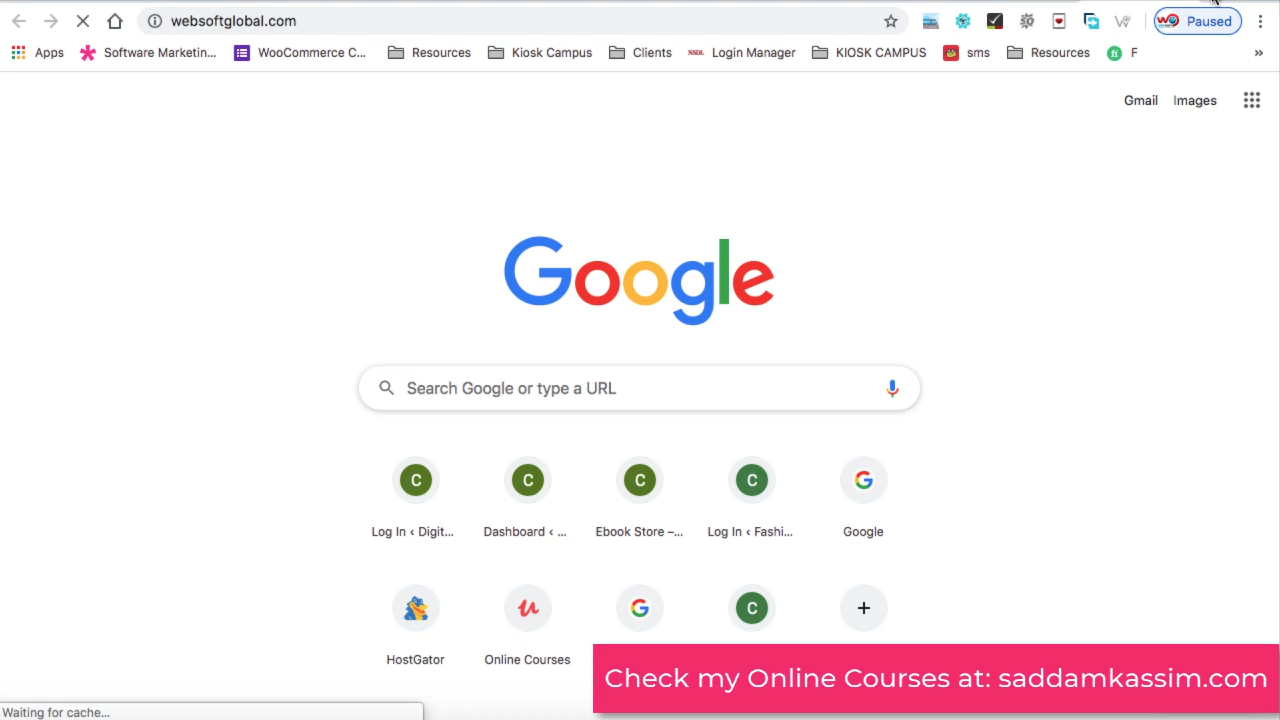 websoftglobal.com
Paused
Apps
Software Marketin...
WooCommerce C...
Resources
Kiosk Campus
Clients
NSDL Login Manager
KIOSK CAMPUS
sms
Resources
fi F
»
Gmail Images
Google
Search Google or type a URL
C C C C G
Log In ‹ Digit...
Dashboard ‹ ...
Ebook Store –...
Log In ‹ Fashi...
Google
u G C +
HostGator
Online Courses
Check my Online Courses at: saddamkassim.com
Waiting for cache...